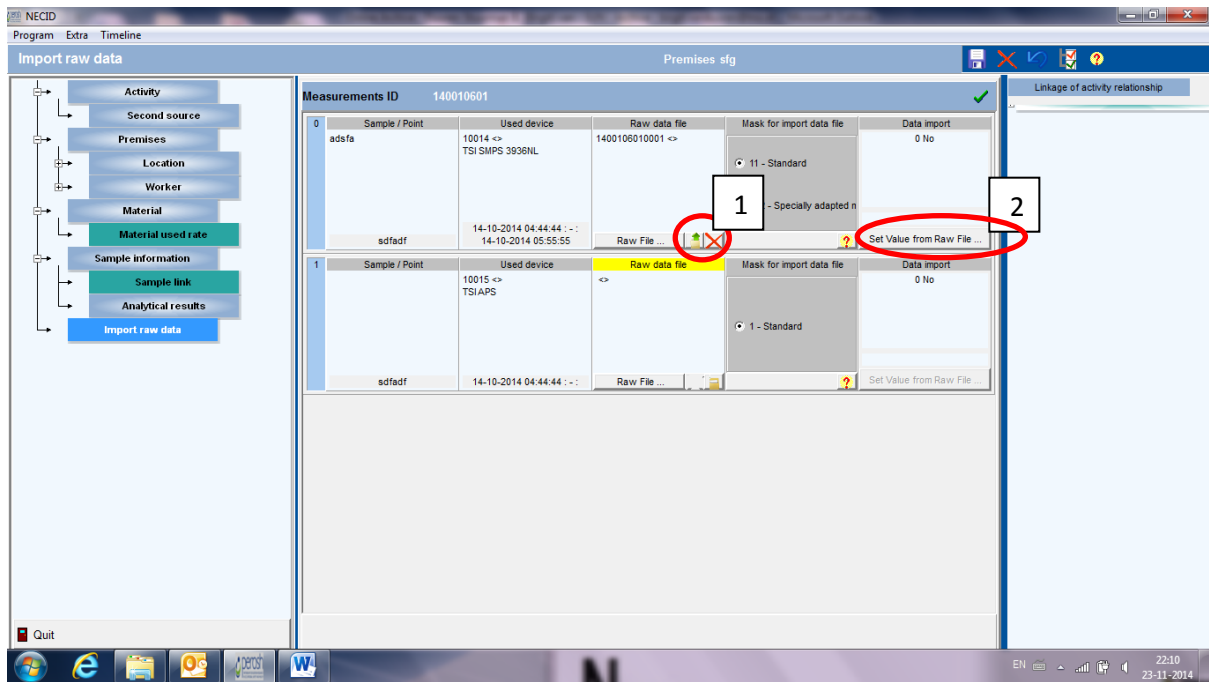 NECID
Program Extra Timeline
Import raw data Premises sfg
Activity
Second source
Premises
Location
Worker
Material
Material used rate
Sample information
Sample link
Analytical results
Import raw data
Quit
Measurements ID 140010601
0 Sample / Point Used device Raw data file Mask for import data file Data import
adsfa 10014 <> 1400106010001 <> 0 No
TSI SMPS 3936NL
11 - Standard
- Specially adapted n
1
2
14-10-2014 04:44:44 : - :
sdfadf 14-10-2014 05:55:55 Raw File ... ? Set Value from Raw File ...
1 Sample / Point Used device Raw data file Mask for import data file Data import
10015 <> <> 0 No
TSI APS
1 - Standard
sdfadf 14-10-2014 04:44:44 : - : Raw File ... ? Set Value from Raw File ...
Linkage of activity relationship
EN 22:10
23-11-2014